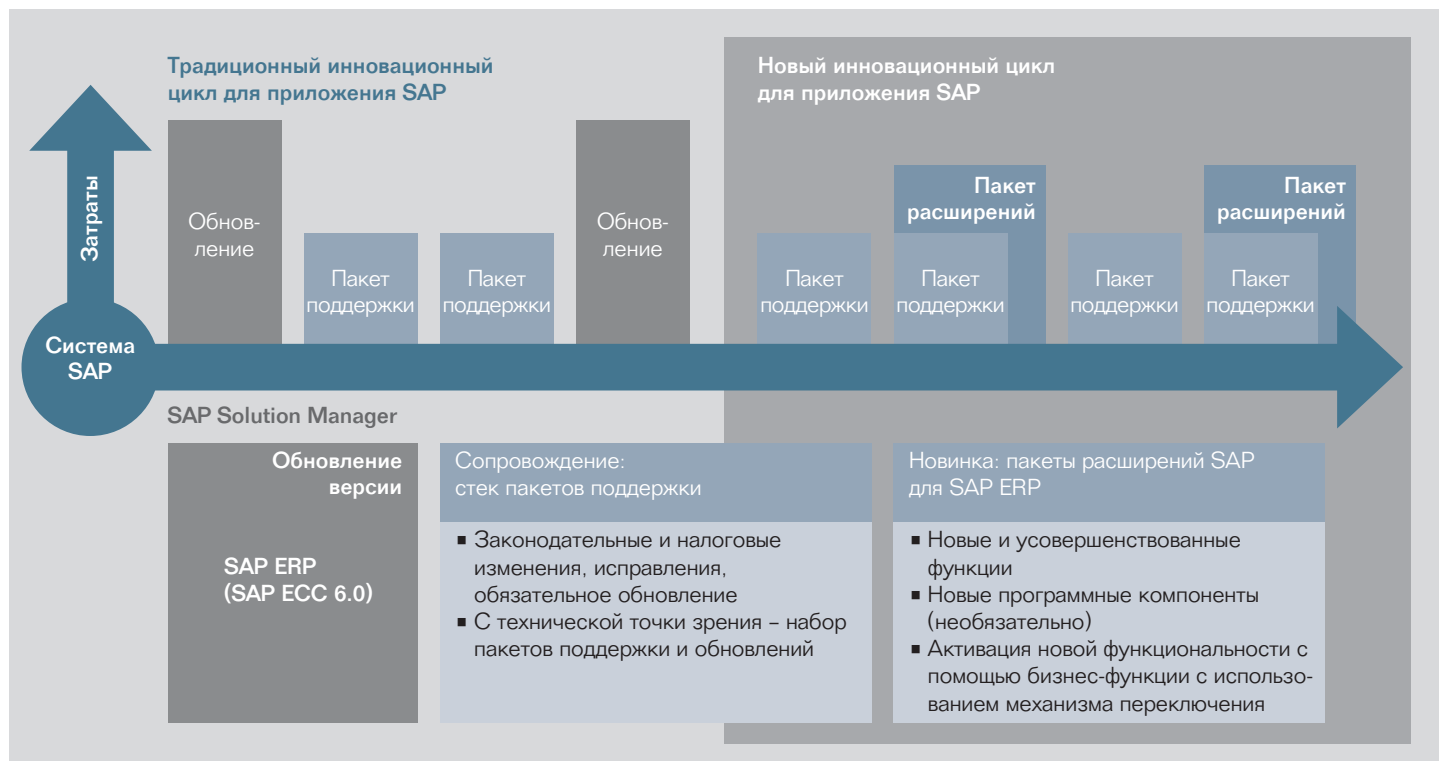 Традиционный инновационный
цикл для приложения SAP
Новый инновационный цикл
для приложения SAP
Затраты
Обнов-
ление
Пакет
поддержки
Пакет
поддержки
Обнов-
ление
Пакет
поддержки
Пакет
расширений
Пакет
поддержки
Пакет
поддержки
Пакет
расширений
Пакет
поддержки
Система
SAP
SAP Solution Manager
Обновление
версии
SAP ERP
(SAP ECC 6.0)
Сопровождение:
стек пакетов поддержки
▪ Законодательные и налоговые
изменения, исправления,
обязательное обновление
▪ С технической точки зрения – набор
пакетов поддержки и обновлений
Новинка: пакеты расширений SAP
для SAP ERP
▪ Новые и усовершенствованные
функции
▪ Новые программные компоненты
(необязательно)
▪ Активация новой функциональности с
помощью бизнес-функции с использо-
ванием механизма переключения